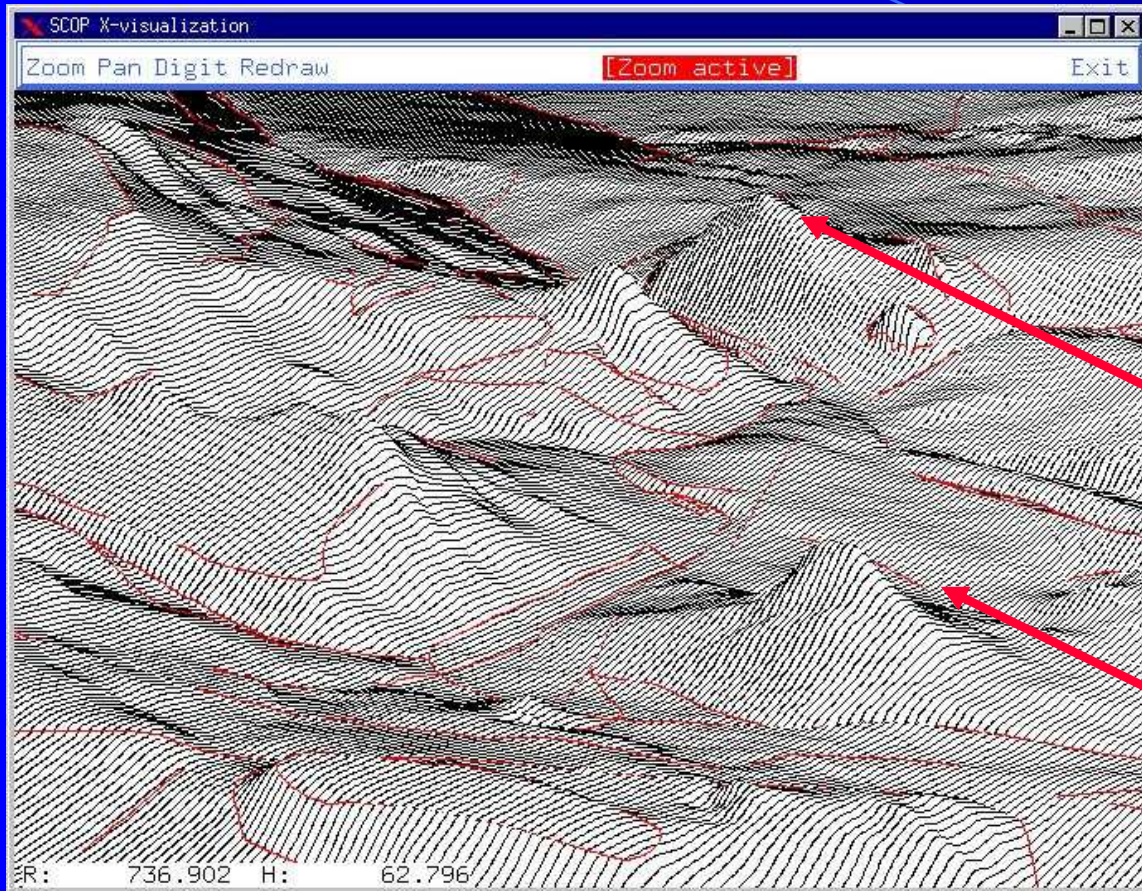 SCOP X-visualization
Zoom Pan Digit Redraw [Zoom active] Exit
R: 736.902 H: 62.796